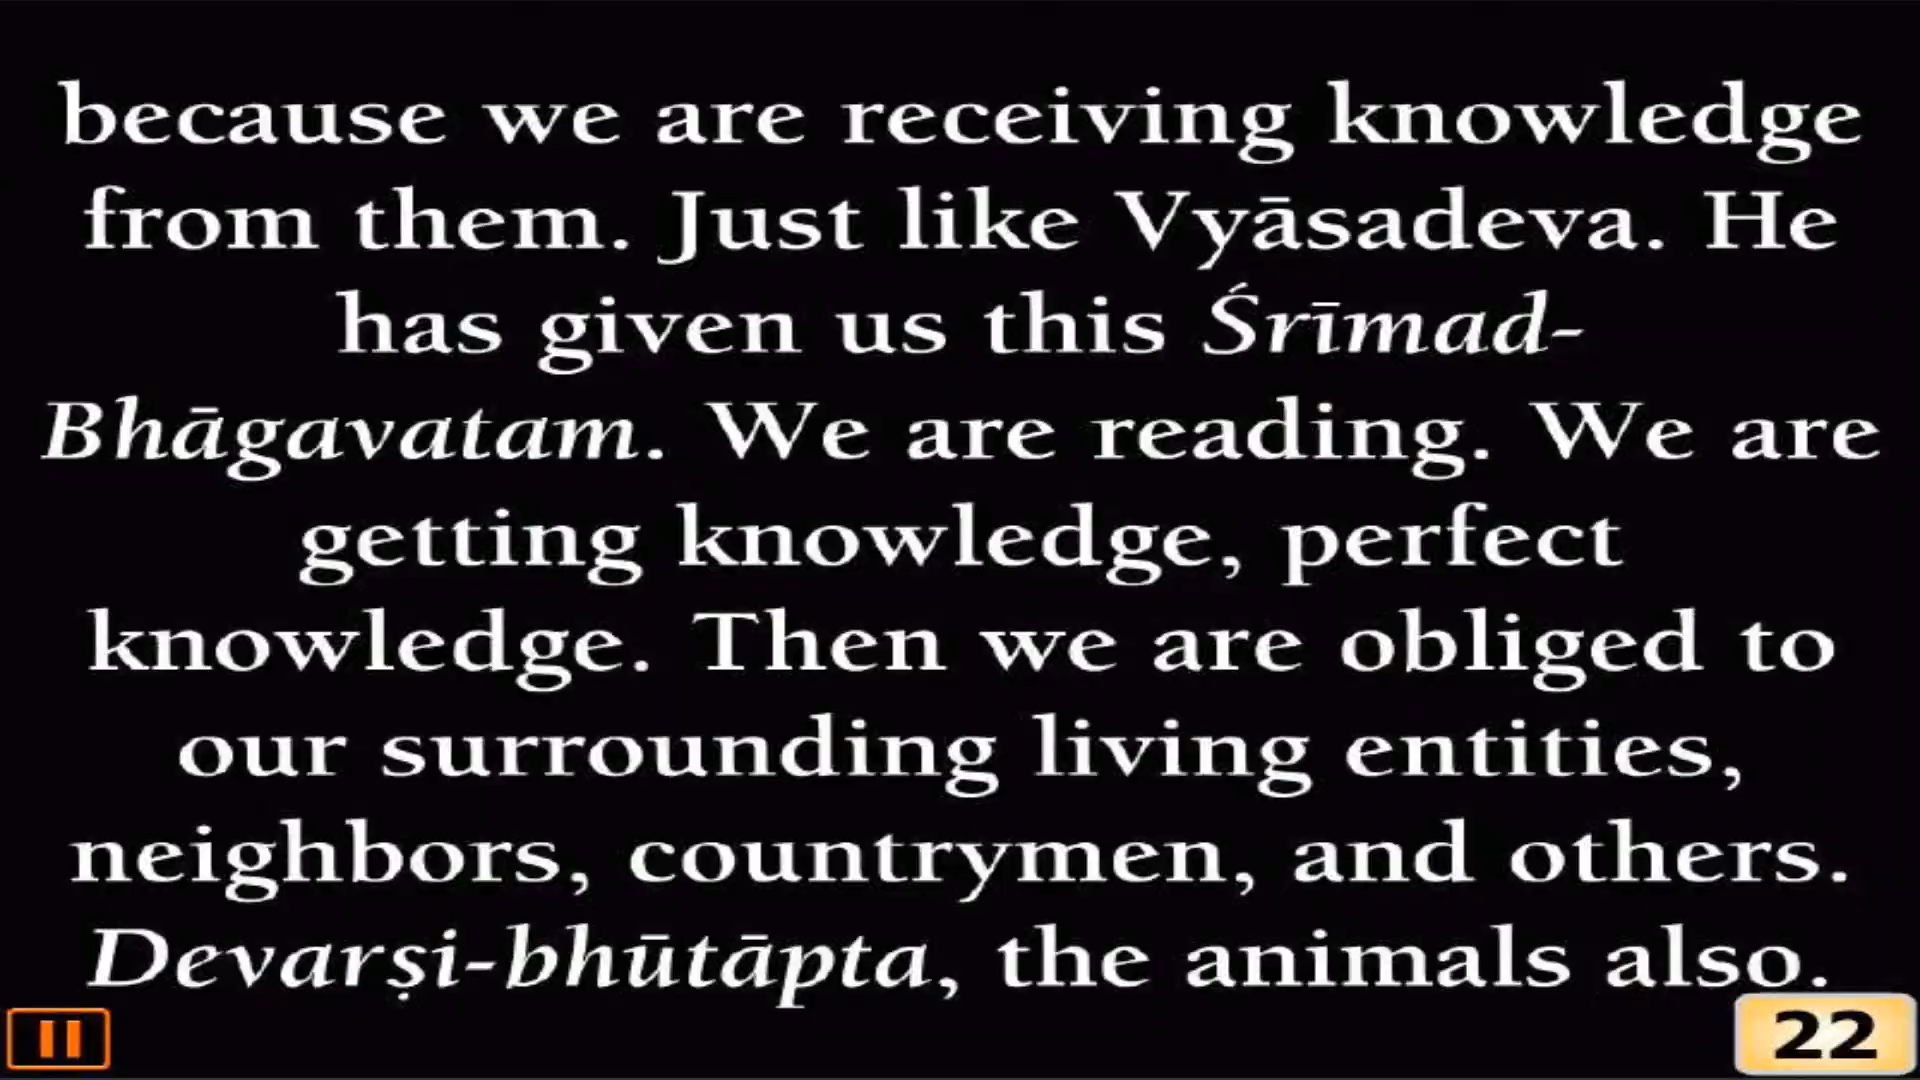 because we are receiving knowledge
from them. Just like Vyāsadeva. He
has given us this Śrīmad-
Bhāgavatam. We are reading. We are
getting knowledge, perfect
knowledge. Then we are obliged to
our surrounding living entities,
neighbors, countrymen, and others.
Devarṣi-bhūtāpta, the animals also.
22